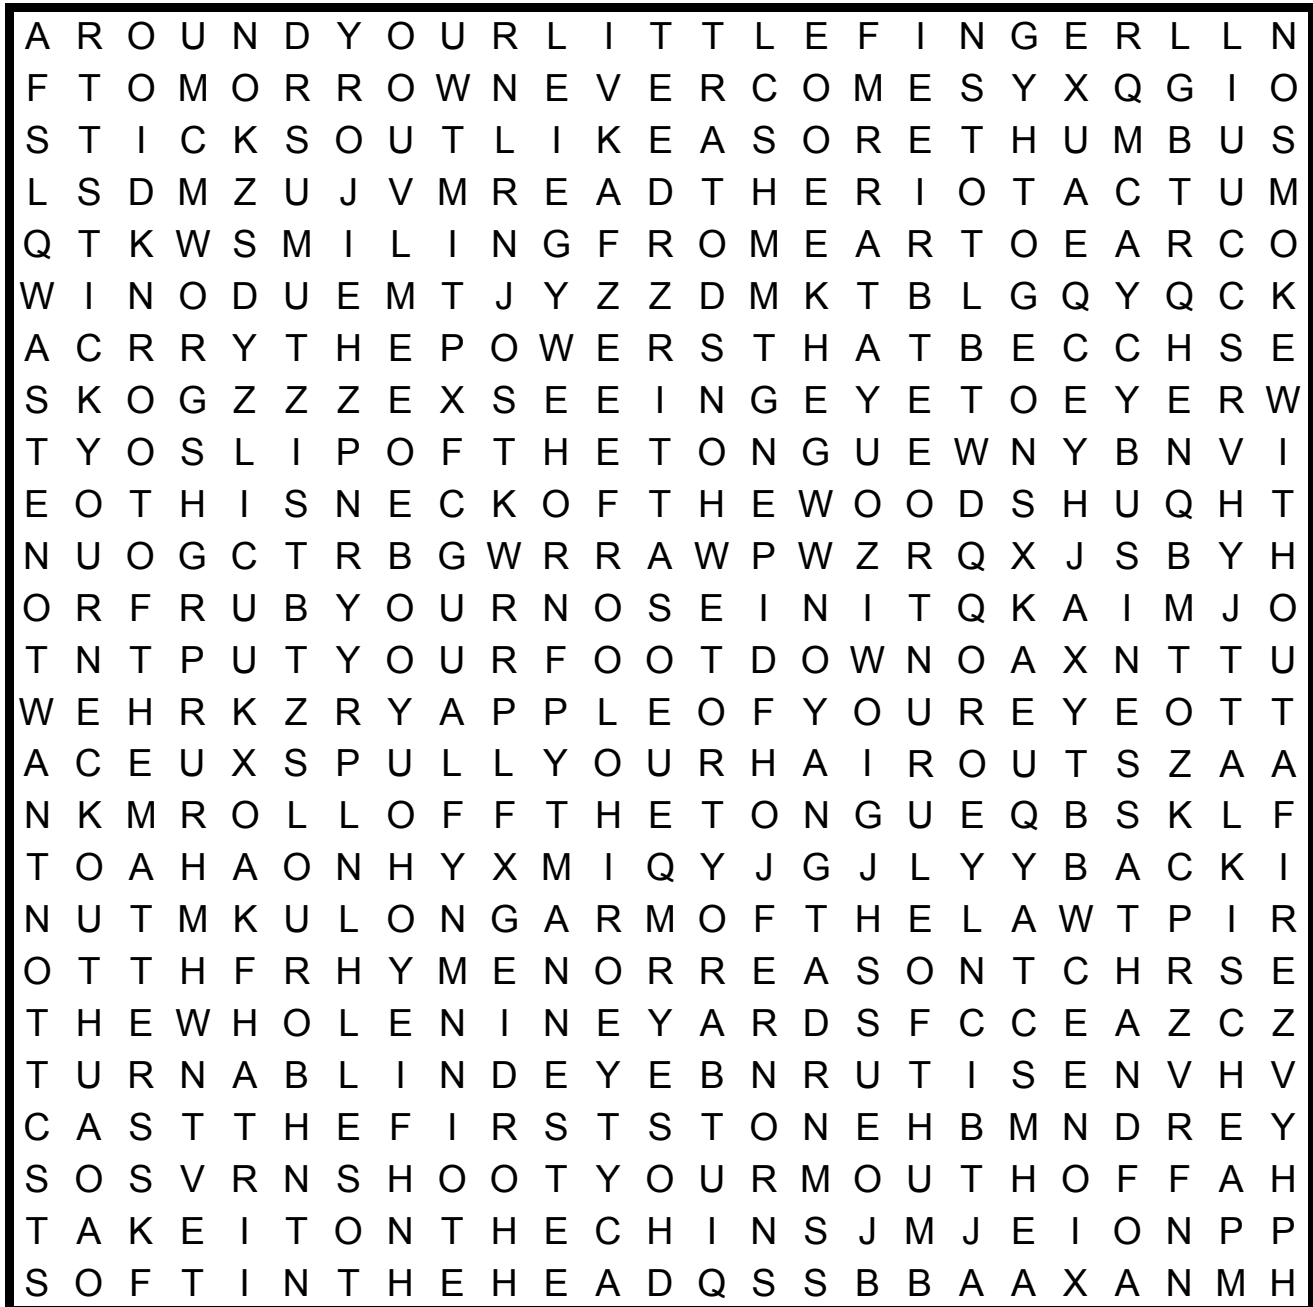 A R O U N D Y O U R L I T T L E F I N G E R L L N
F T O M O R R O W N E V E R C O M E S Y X Q G I O
S T I C K S O U T L I K E A S O R E T H U M B U S
L S D M Z U J V M R E A D T H E R I O T A C T U M
Q T K W S M I L I N G F R O M E A R T O E A R C O
W I N O D U E M T J Y Z Z D M K T B L G Q Y Q C K
A C R R Y T H E P O W E R S T H A T B E C C H S E
S K O G Z Z Z E X S E E I N G E Y E T O E Y E R W
T Y O S L I P O F T H E T O N G U E W N Y B N V I
E O T H I S N E C K O F T H E W O O D S H U Q H T
N U O G C T R B G W R R A W P W Z R Q X J S B Y H
O R F R U B Y O U R N O S E I N I T Q K A I M J O
T N T P U T Y O U R F O O T D O W N O A X N T T U
W E H R K Z R Y A P P L E O F Y O U R E Y E O T T
A C E U X S P U L L Y O U R H A I R O U T S Z A A
N K M R O L L O F F T H E T O N G U E Q B S K L F
T O A H A O N H Y X M I Q Y J G J L Y Y B A C K I
N U T M K U L O N G A R M O F T H E L A W T P I R
O T T H F R H Y M E N O R R E A S O N T C H R S E
T H E W H O L E N I N E Y A R D S F C C E A Z C Z
T U R N A B L I N D E Y E B N R U T I S E N V H V
C A S T T H E F I R S T S T O N E H B M N D R E Y
S O S V R N S H O O T Y O U R M O U T H O F F A H
T A K E I T O N T H E C H I N S J M J E I O N P P
S O F T I N T H E H E A D Q S S B B A A X A N M H